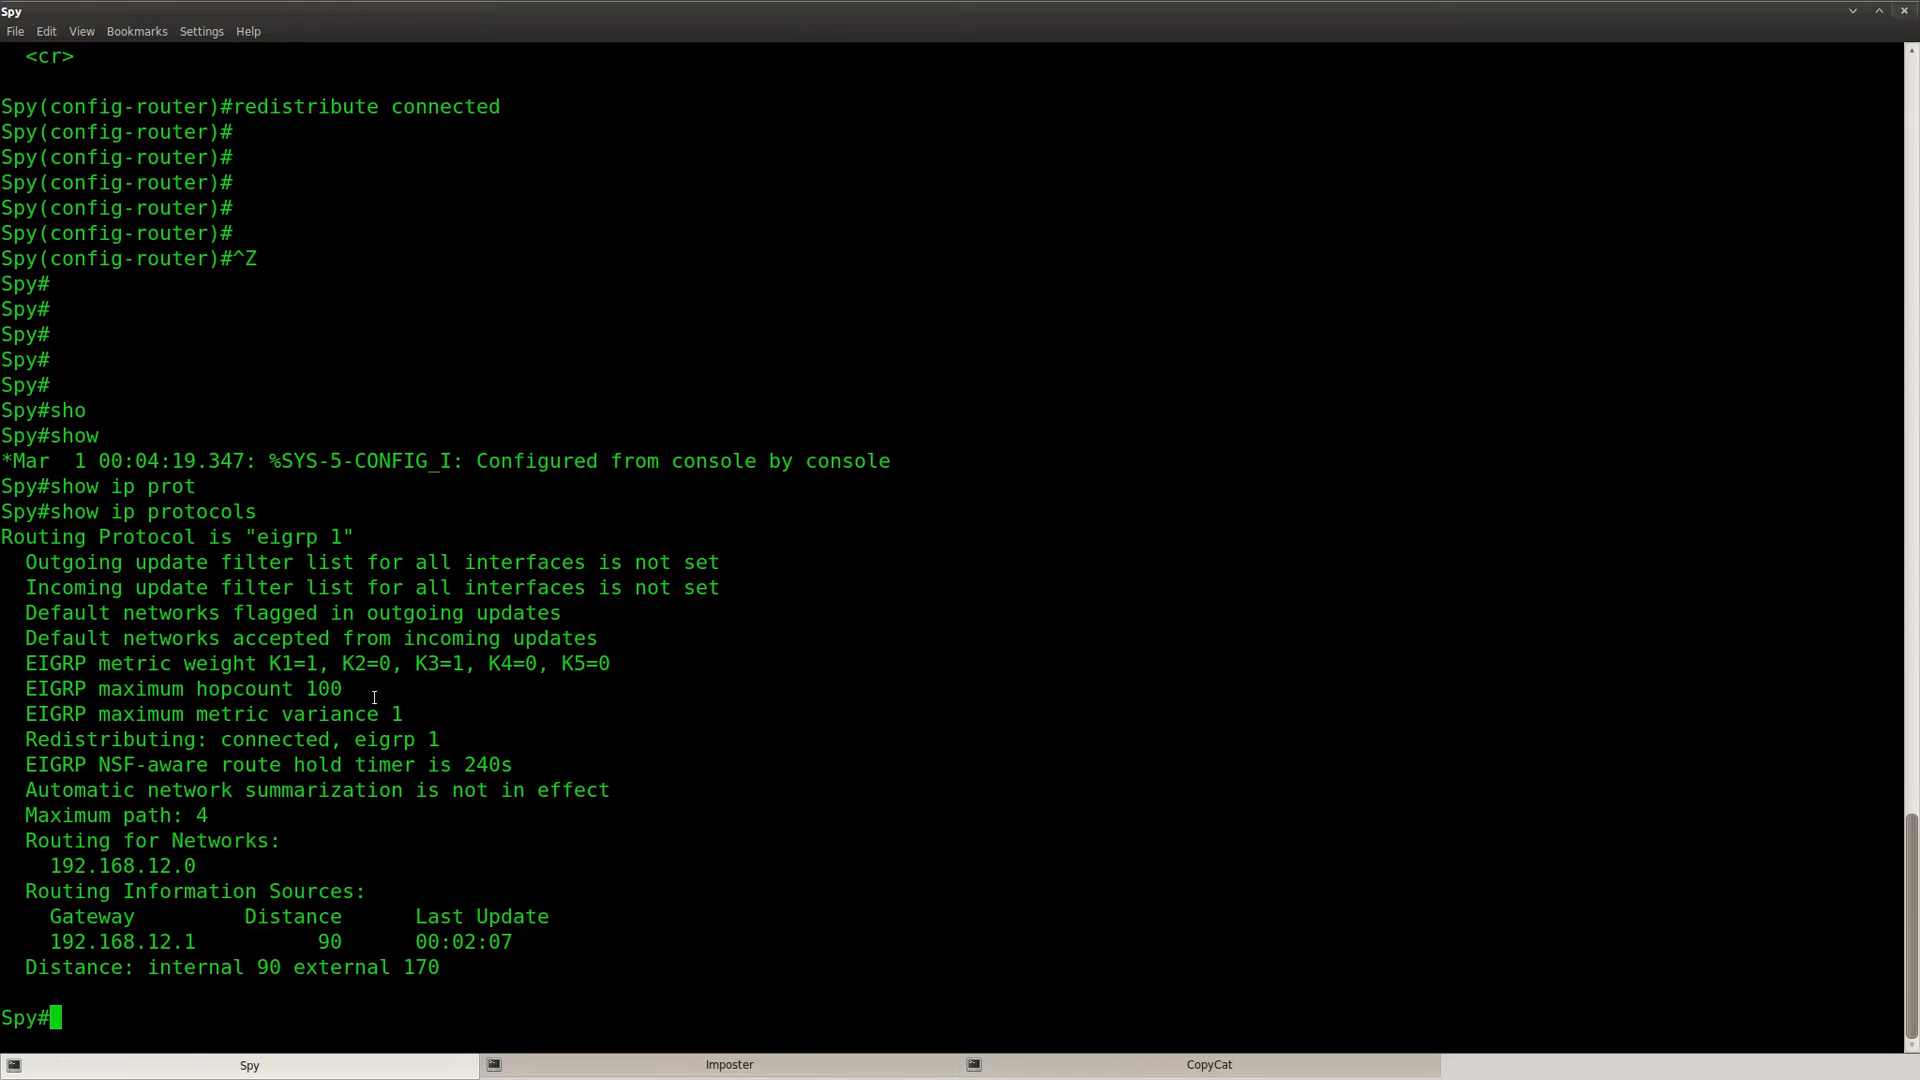 Spy
File Edit View Bookmarks Settings Help
<cr>
Spy(config-router)#redistribute connected
Spy(config-router)#
Spy(config-router)#
Spy(config-router)#
Spy(config-router)#
Spy(config-router)#
Spy(config-router)#^Z
Spy#
Spy#
Spy#
Spy#
Spy#
Spy#sho
Spy#show
*Mar  1 00:04:19.347: %SYS-5-CONFIG_I: Configured from console by console
Spy#show ip prot
Spy#show ip protocols
Routing Protocol is "eigrp 1"
  Outgoing update filter list for all interfaces is not set
  Incoming update filter list for all interfaces is not set
  Default networks flagged in outgoing updates
  Default networks accepted from incoming updates
  EIGRP metric weight K1=1, K2=0, K3=1, K4=0, K5=0
  EIGRP maximum hopcount 100
  EIGRP maximum metric variance 1
  Redistributing: connected, eigrp 1
  EIGRP NSF-aware route hold timer is 240s
  Automatic network summarization is not in effect
  Maximum path: 4
  Routing for Networks:
    192.168.12.0
  Routing Information Sources:
    Gateway         Distance      Last Update
    192.168.12.1          90      00:02:07
  Distance: internal 90 external 170
Spy#
Spy Imposter CopyCat